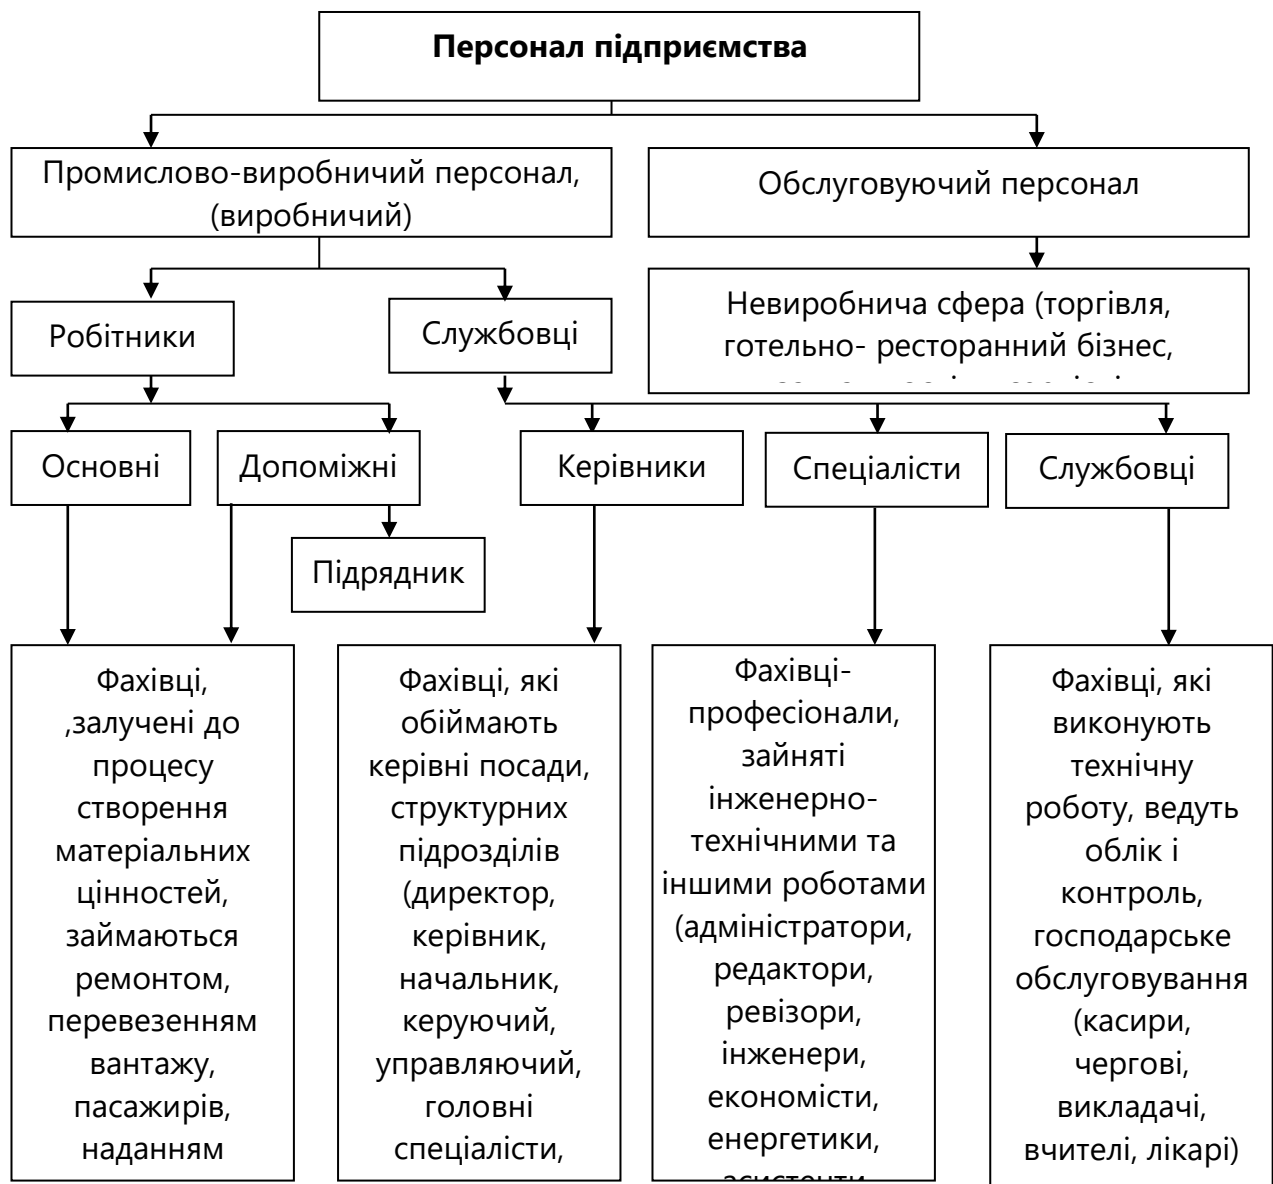 Персонал підприємства
Промислово-виробничий персонал,
(виробничий)
Обслуговуючий персонал
Робітники
Службовці
Невиробнича сфера (торгівля,
готельно- ресторанний бізнес,
Основні
Допоміжні
Керівники
Спеціалісти
Службовці
Підрядник
Фахівці,
,залучені до
процесу
створення
матеріальних
цінностей,
займаються
ремонтом,
перевезенням
вантажу,
пасажирів,
наданням
Фахівці, які
обіймають
керівні посади,
структурних
підрозділів
(директор,
керівник,
начальник,
керуючий,
управляючий,
головні
спеціалісти,
Фахівці-
професіонали,
зайняті
інженерно-
технічними та
іншими роботами
(адміністратори,
редактори,
ревізори,
інженери,
економісти,
енергетики,
асистенти
Фахівці, які
виконують
технічну
роботу, ведуть
облік і
контроль,
господарське
обслуговування
(касири,
чергові,
викладачі,
вчителі, лікарі)